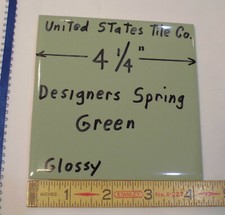 United States Tile Co.
4 1/4"
Designers Spring
Green
Glossy
1 2 3 4